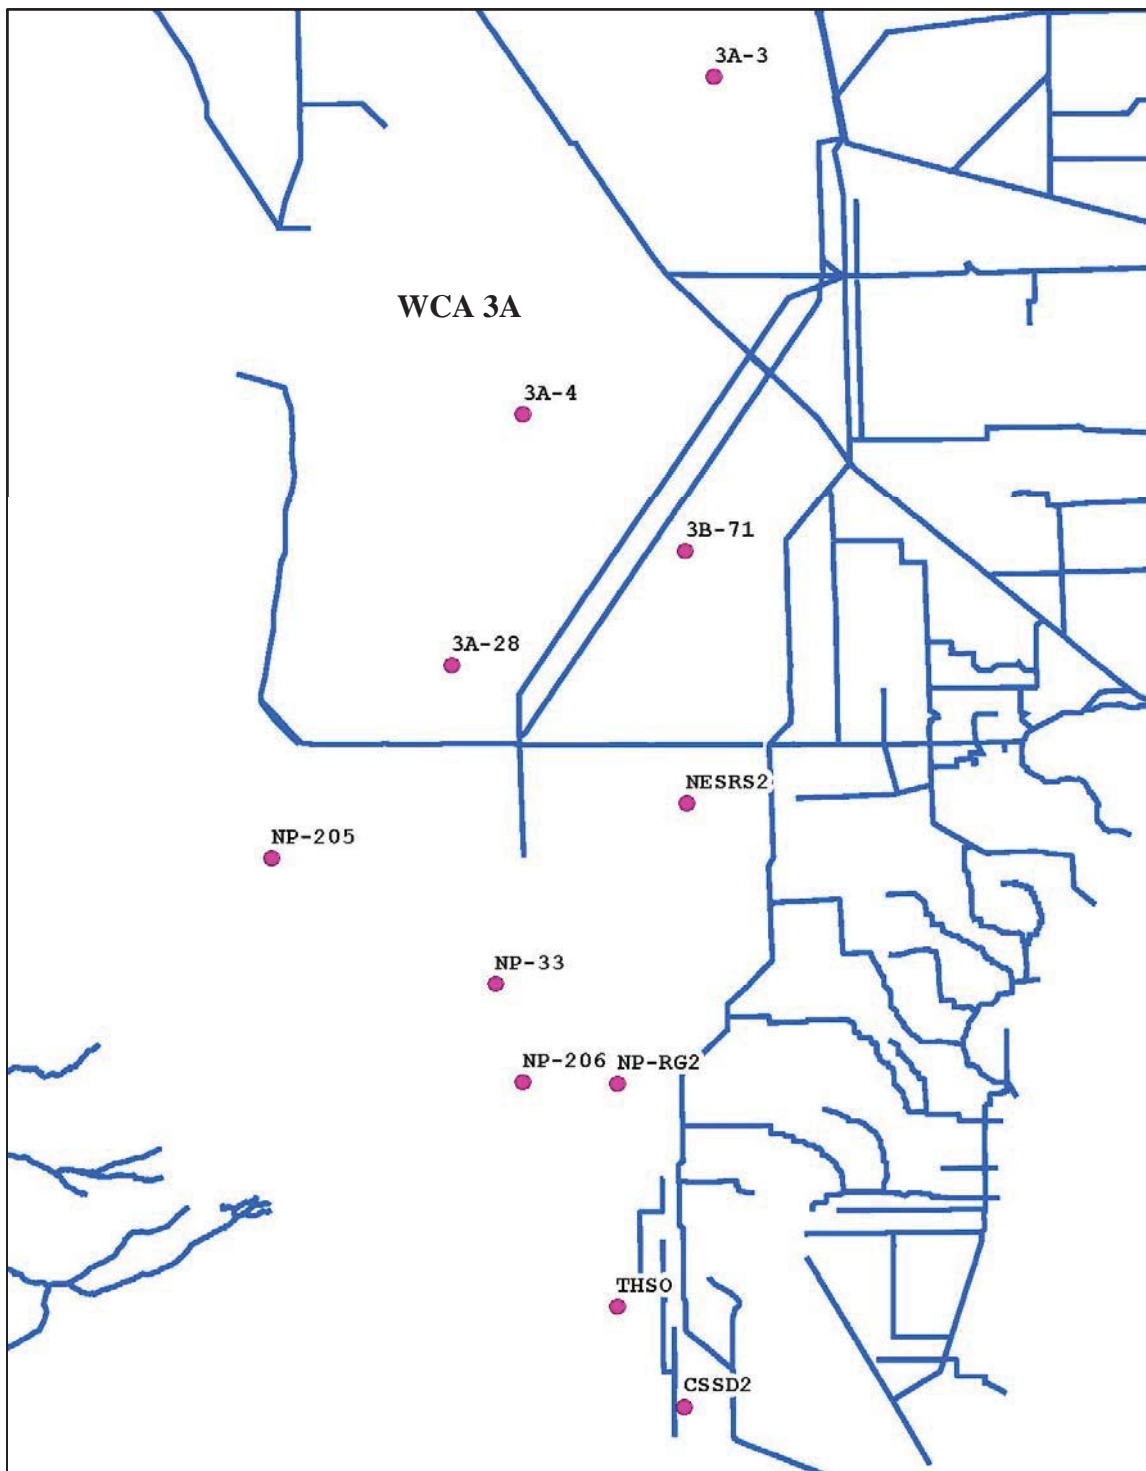 3A-3
WCA 3A
3A-4
3B-71
3A-28
NESRS2
NP-205
NP-33
NP-206
NP-RG2
THSO
CSSD2